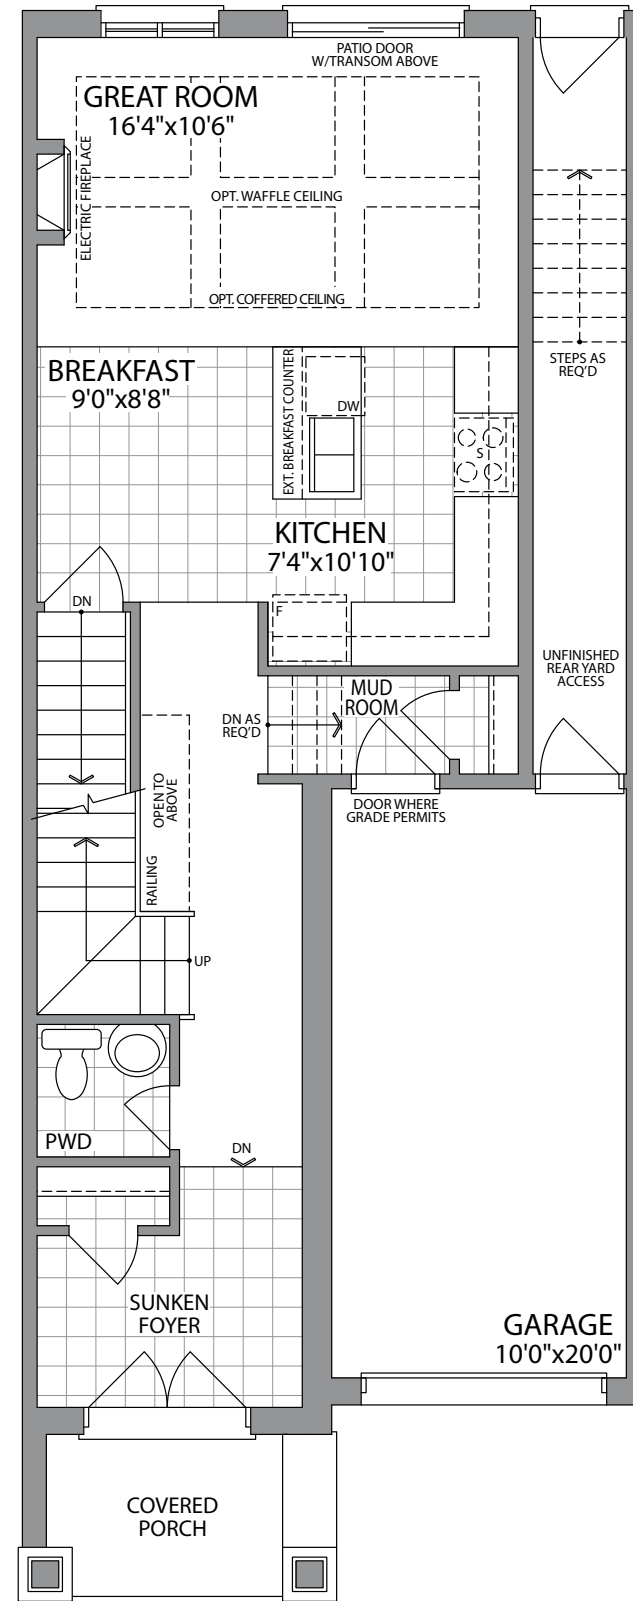 PATIO DOOR
W/TRANSOM ABOVE
GREAT ROOM
16'4"x10'6"
ELECTRIC FIREPLACE
OPT. WAFFLE CEILING
OPT. COFFERED CEILING
STEPS AS
REQ'D
BREAKFAST
9'0"x8'8"
EXT. BREAKFAST COUNTER
DW
S
KITCHEN
7'4"x10'10"
DN
F
UNFINISHED
REAR YARD
ACCESS
MUD
ROOM
DN AS
REQ'D
OPEN TO
ABOVE
DOOR WHERE
GRADE PERMITS
RAILING
UP
PWD
DN
SUNKEN
FOYER
GARAGE
10'0"x20'0"
COVERED
PORCH